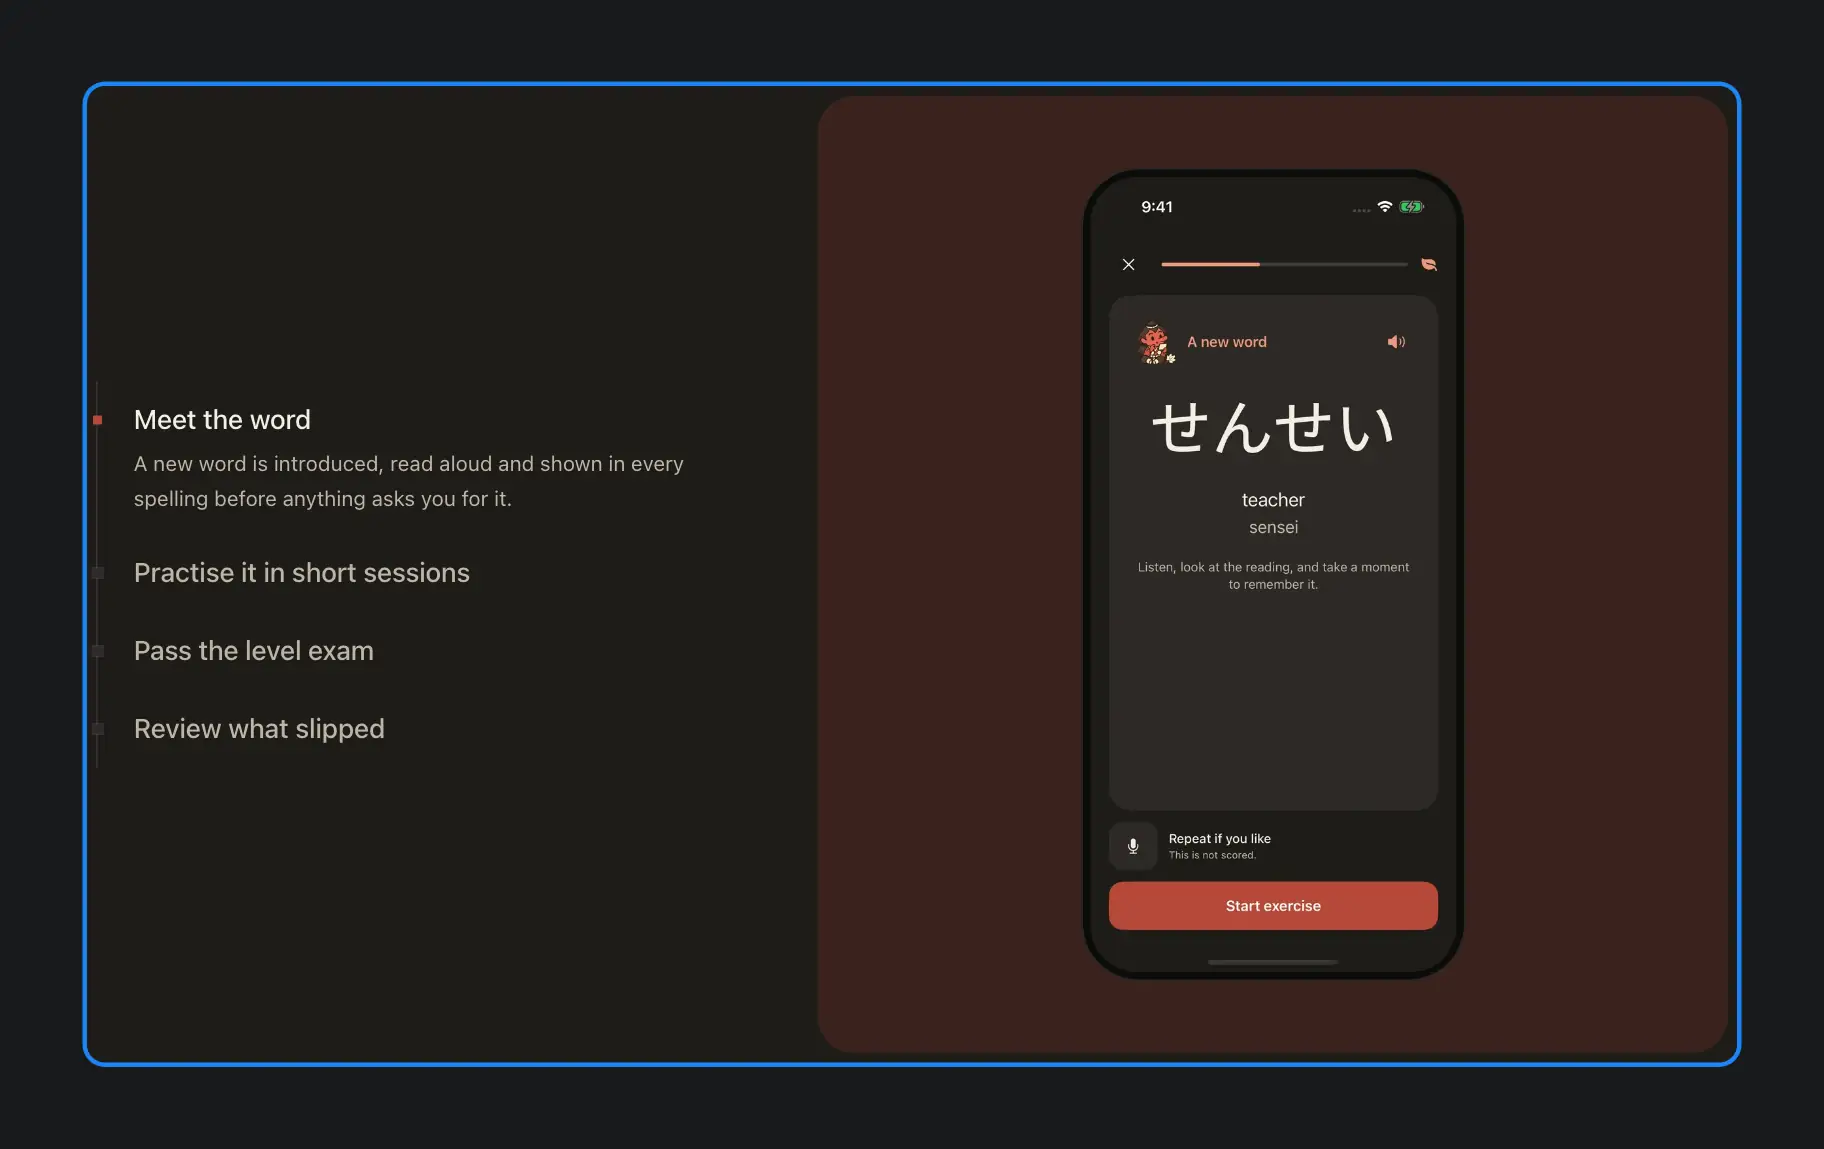 Meet the word
A new word is introduced, read aloud and shown in every
spelling before anything asks you for it.
Practise it in short sessions
Pass the level exam
Review what slipped
9:41
A new word
せんせい
teacher
sensei
Listen, look at the reading, and take a moment
to remember it.
Repeat if you like
This is not scored.
Start exercise